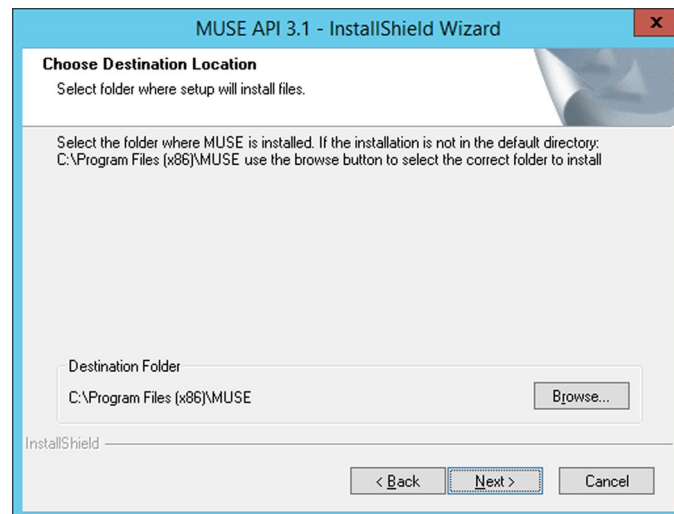 MUSE API 3.1 - InstallShield Wizard
x
Choose Destination Location
Select folder where setup will install files.
Select the folder where MUSE is installed. If the installation is not in the default directory:
C:\Program Files (x86)\MUSE use the browse button to select the correct folder to install
Destination Folder
C:\Program Files (x86)\MUSE
Browse...
InstallShield
< Back
Next >
Cancel